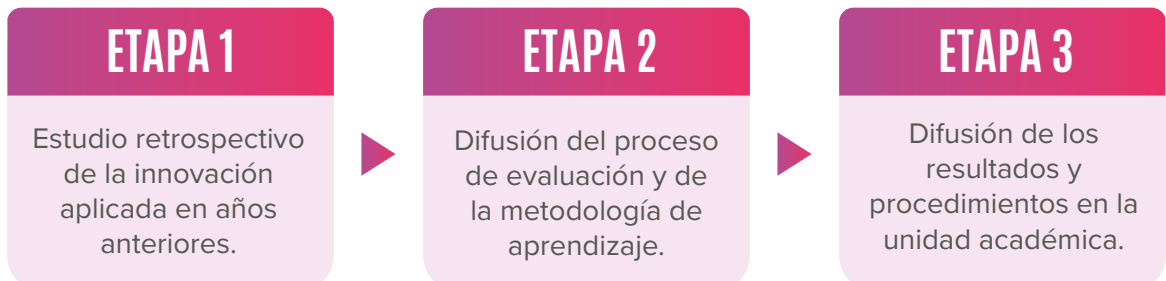 ETAPA 1
Estudio retrospectivo
de la innovación
aplicada en años
anteriores.
ETAPA 2
Difusión del proceso
de evaluación y de
la metodología de
aprendizaje.
ETAPA 3
Difusión de los
resultados y
procedimientos en la
unidad académica.